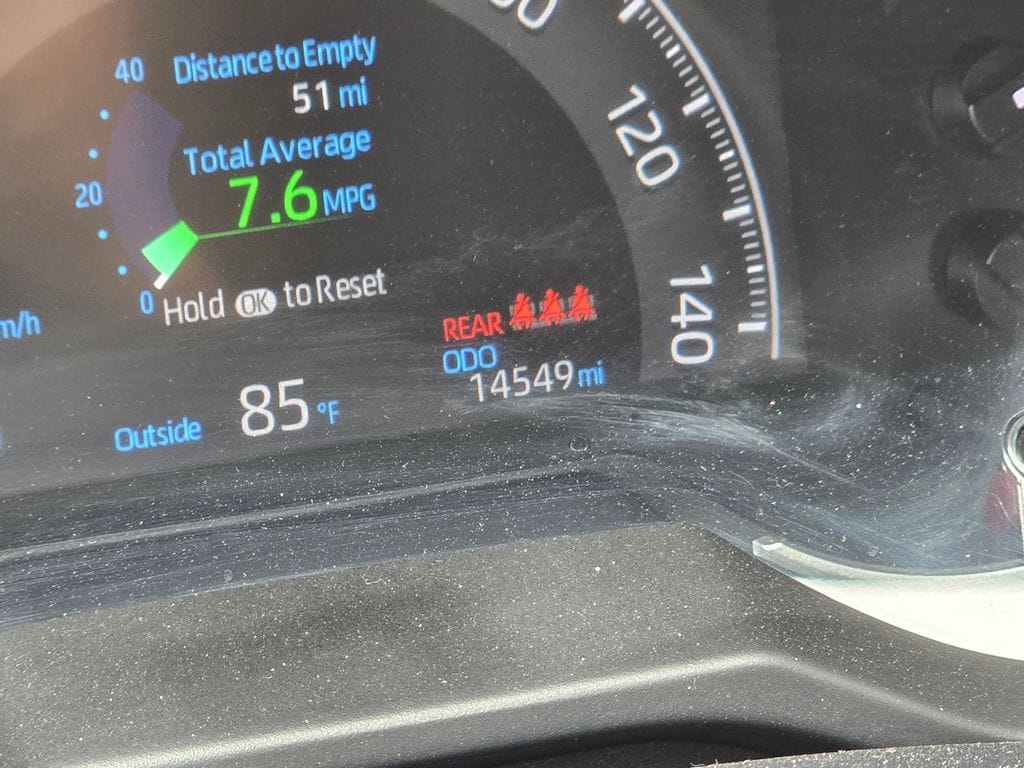 40
Distance to Empty
51 mi
Total Average
20
7.6 MPG
0
Hold OK to Reset
REAR
ODO
14549 mi
Outside 85 °F
120
140